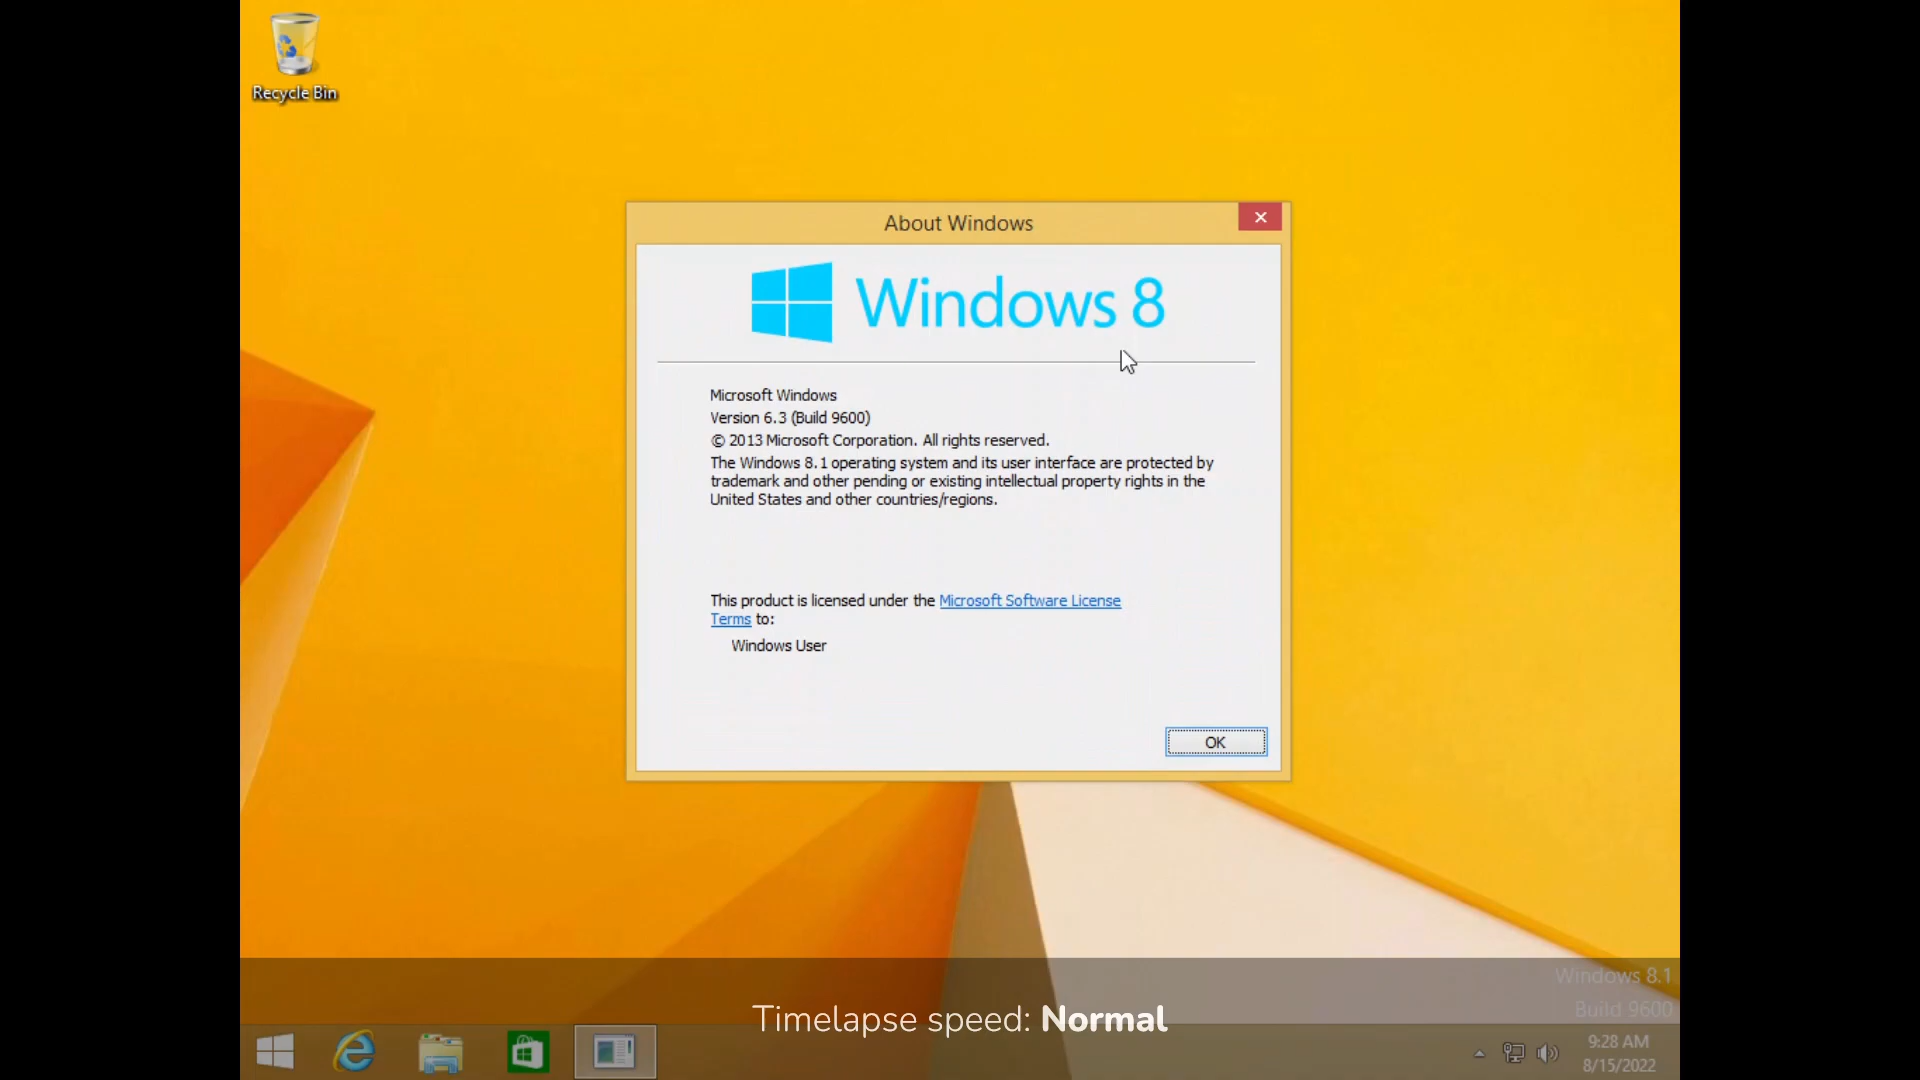 Recycle Bin
About Windows
Windows 8
Microsoft Windows
Version 6.3 (Build 9600)
© 2013 Microsoft Corporation. All rights reserved.
The Windows 8.1 operating system and its user interface are protected by
trademark and other pending or existing intellectual property rights in the
United States and other countries/regions.
This product is licensed under the Microsoft Software License
Terms to:
Windows User
OK
Windows 8.1
Build 9600
Timelapse speed: Normal
9:28 AM
8/15/2022